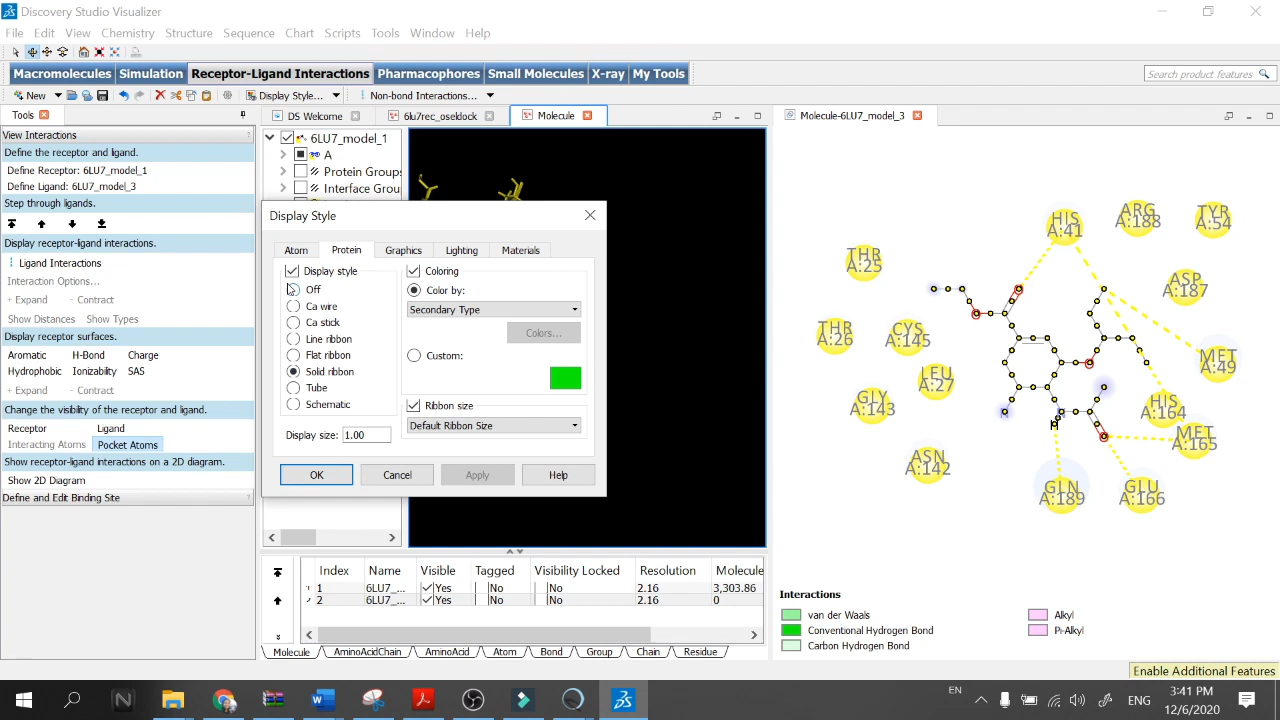 Discovery Studio Visualizer
File Edit View Chemistry Structure Sequence Chart Scripts Tools Window Help
Macromolecules Simulation Receptor-Ligand Interactions Pharmacophores Small Molecules X-ray My Tools
Search product features
New Display Style... Non-bond Interactions...
Tools
DS Welcome 6lu7rec_oseldock Molecule
Molecule-6LU7_model_3
View Interactions
Define the receptor and ligand.
Define Receptor: 6LU7_model_1
Define Ligand: 6LU7_model_3
Step through ligands.
Display receptor-ligand interactions.
Ligand Interactions
Interaction Options...
+ Expand - Contract
Show Distances Show Types
Display receptor surfaces.
Aromatic H-Bond Charge
Hydrophobic Ionizability SAS
+ Expand - Contract
Change the visibility of the receptor and ligand.
Receptor Ligand
Interacting Atoms Pocket Atoms
Show receptor-ligand interactions on a 2D diagram.
Show 2D Diagram
Define and Edit Binding Site
6LU7_model_1
A
Protein Groups
Interface Grou
Display Style
Atom Protein Graphics Lighting Materials
Display style
Off
Ca wire
Ca stick
Line ribbon
Flat ribbon
Solid ribbon
Tube
Schematic
Display size: 1.00
Coloring
Color by:
Secondary Type
Colors...
Custom:
Ribbon size
Default Ribbon Size
OK Cancel Apply Help
Index Name Visible Tagged Visibility Locked Resolution Molecule
1 6LU7_... Yes No No 2.16 3,303.86
2 6LU7_... Yes No No 2.16 0
Molecule AminoAcidChain AminoAcid Atom Bond Group Chain Residue
HIS
A:41
ARG
A:188
TYR
A:54
THR
A:25
ASP
A:187
THR
A:26
CYS
A:145
MET
A:49
LEU
A:27
GLY
A:143
HIS
A:164
MET
A:165
ASN
A:142
GLN
A:189
GLU
A:166
H
H
Interactions
van der Waals
Conventional Hydrogen Bond
Carbon Hydrogen Bond
Alkyl
Pi-Alkyl
Enable Additional Features
EN
ENG
3:41 PM
12/6/2020